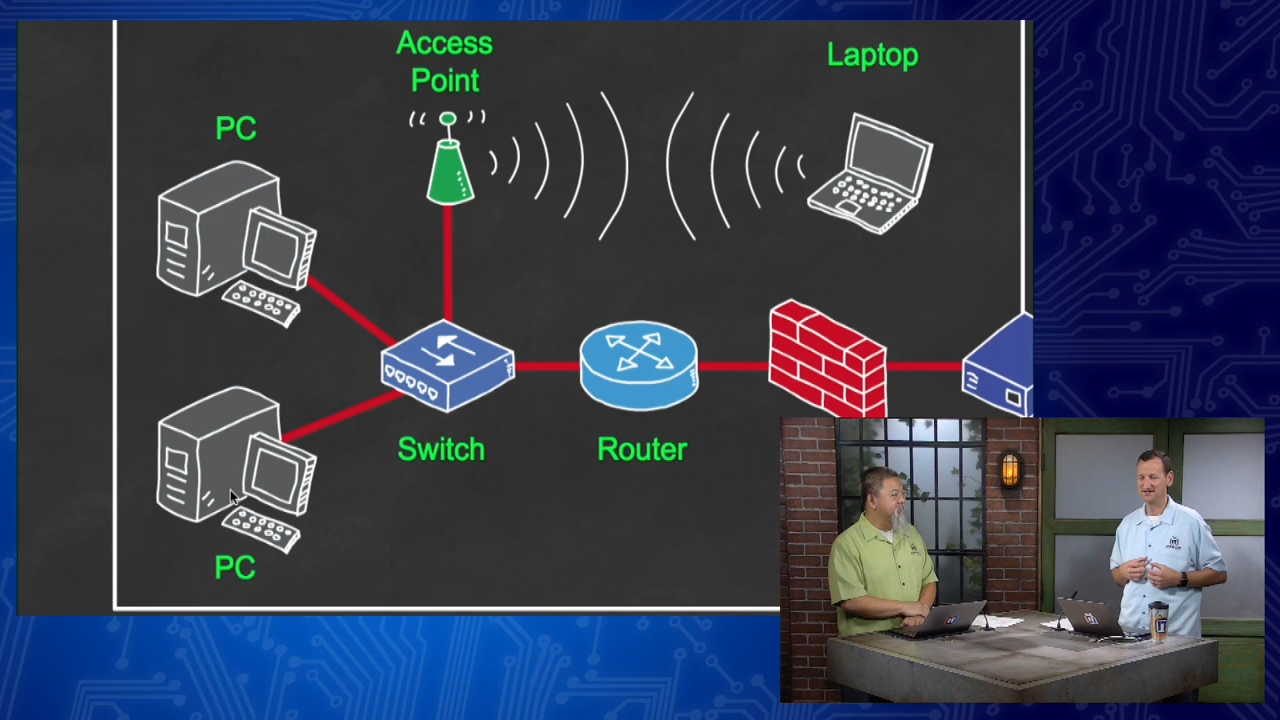 Access
Point
Laptop
PC
Switch
Router
PC